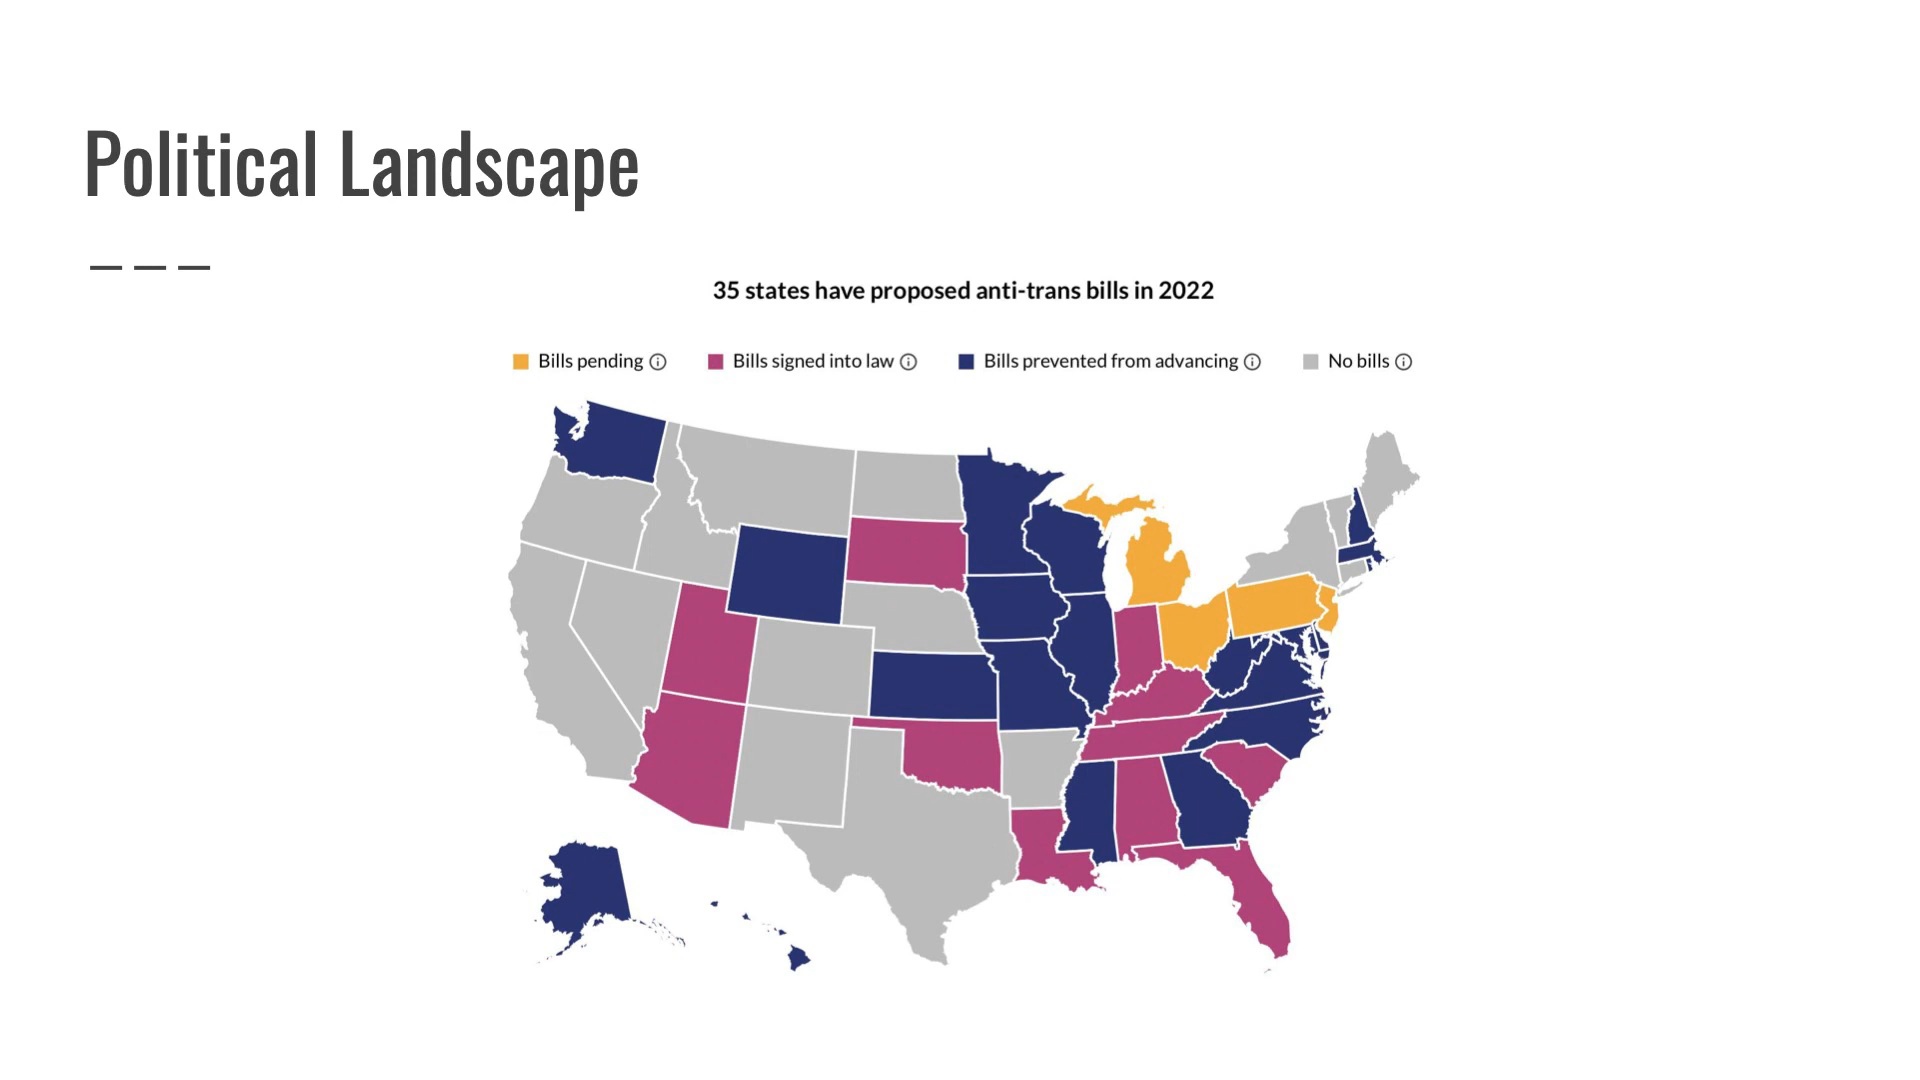 Political Landscape
35 states have proposed anti-trans bills in 2022
Bills pending Bills signed into law Bills prevented from advancing No bills